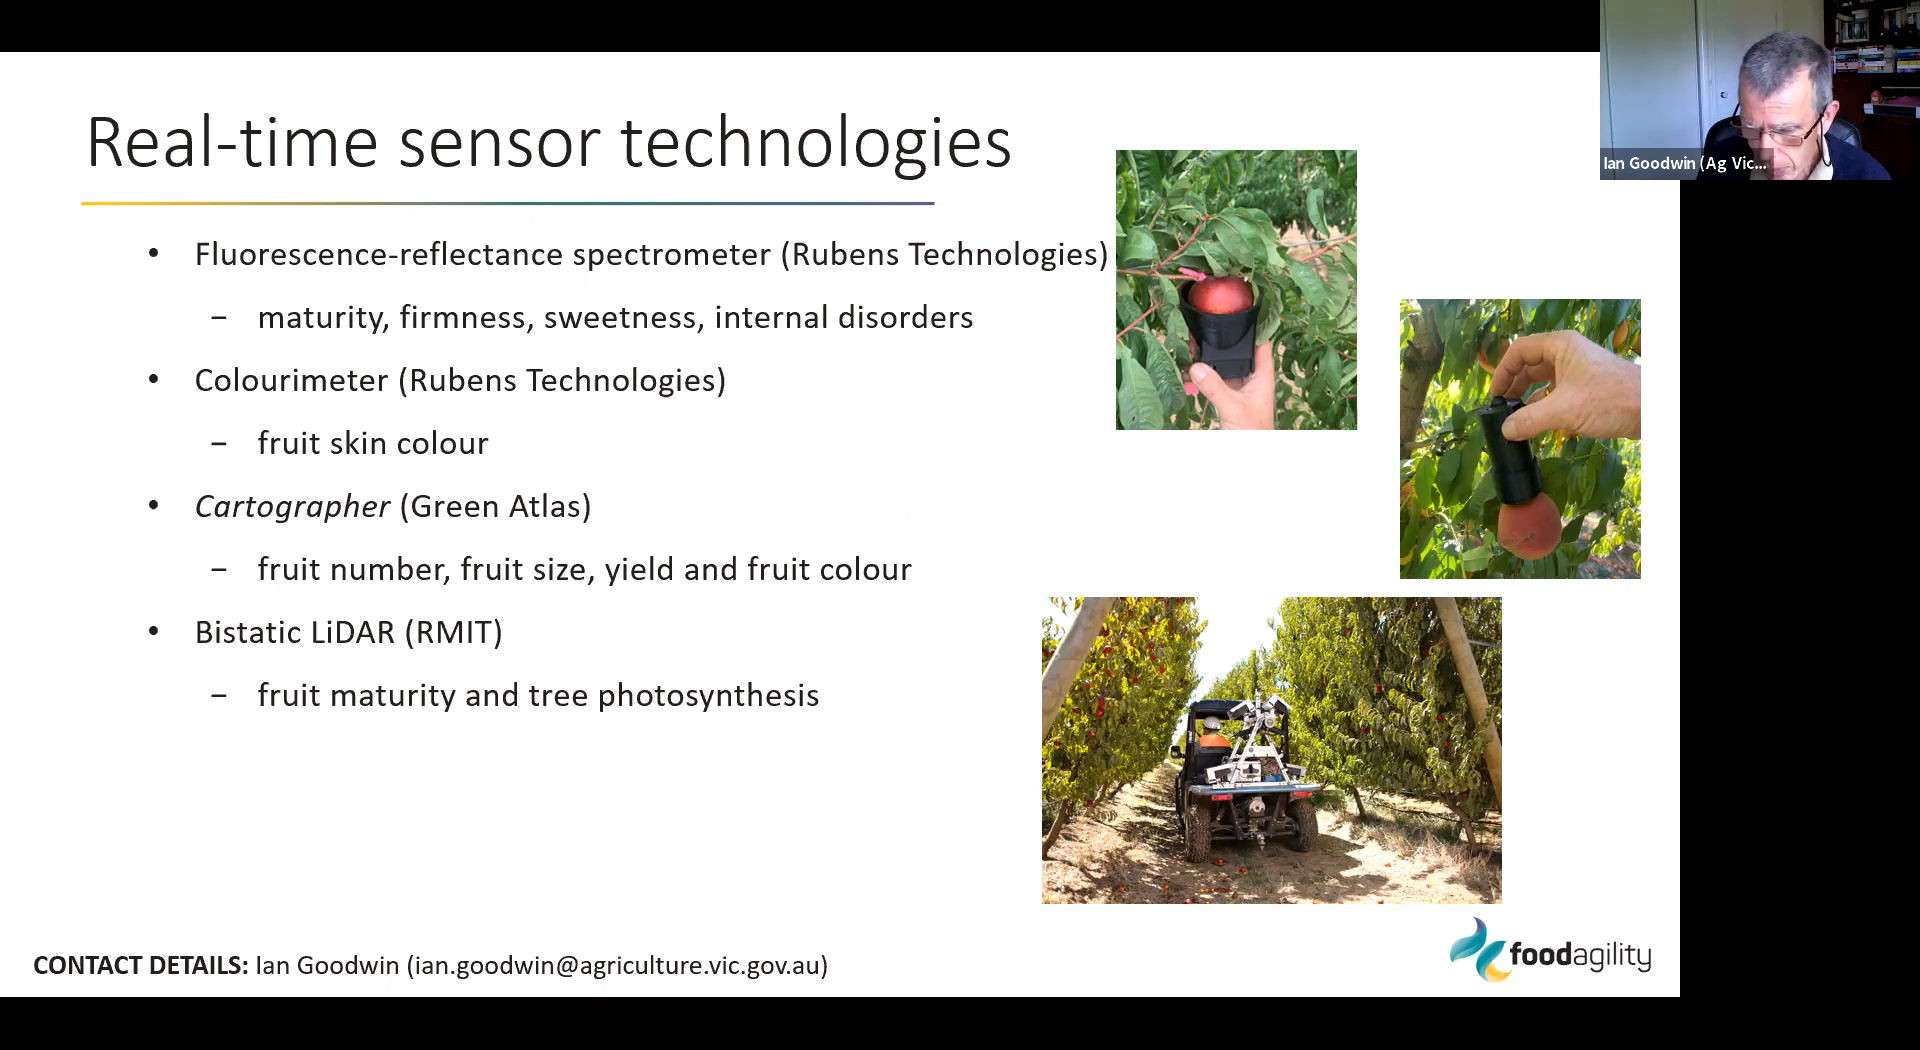 Real-time sensor technologies
Ian Goodwin (Ag Vic...
• Fluorescence-reflectance spectrometer (Rubens Technologies)
– maturity, firmness, sweetness, internal disorders
• Colourimeter (Rubens Technologies)
– fruit skin colour
• Cartographer (Green Atlas)
– fruit number, fruit size, yield and fruit colour
• Bistatic LiDAR (RMIT)
– fruit maturity and tree photosynthesis
CONTACT DETAILS: Ian Goodwin (ian.goodwin@agriculture.vic.gov.au)
foodagility